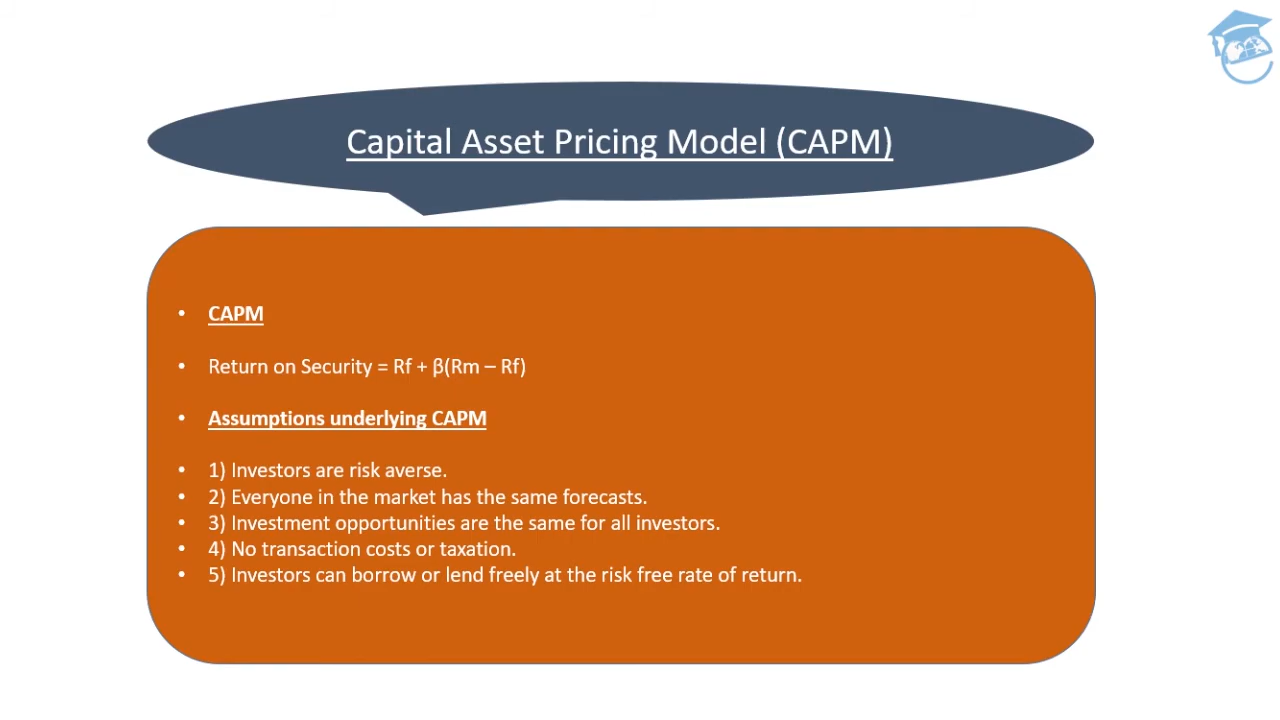 Capital Asset Pricing Model (CAPM)
• CAPM
• Return on Security = Rf + β(Rm – Rf)
• Assumptions underlying CAPM
• 1) Investors are risk averse.
• 2) Everyone in the market has the same forecasts.
• 3) Investment opportunities are the same for all investors.
• 4) No transaction costs or taxation.
• 5) Investors can borrow or lend freely at the risk free rate of return.